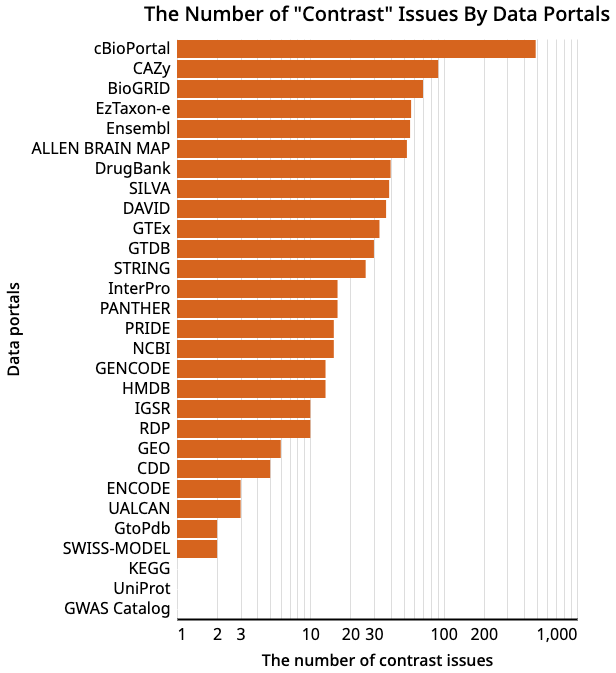 The Number of "Contrast" Issues By Data Portals
cBioPortal
CAZy
BioGRID
EzTaxon-e
Ensembl
ALLEN BRAIN MAP
DrugBank
SILVA
DAVID
GTEx
GTDB
STRING
InterPro
PANTHER
PRIDE
NCBI
GENCODE
HMDB
IGSR
RDP
GEO
CDD
ENCODE
UALCAN
GtoPdb
SWISS-MODEL
KEGG
UniProt
GWAS Catalog
Data portals
1 2 3 10 20 30 100 200 1,000
The number of contrast issues